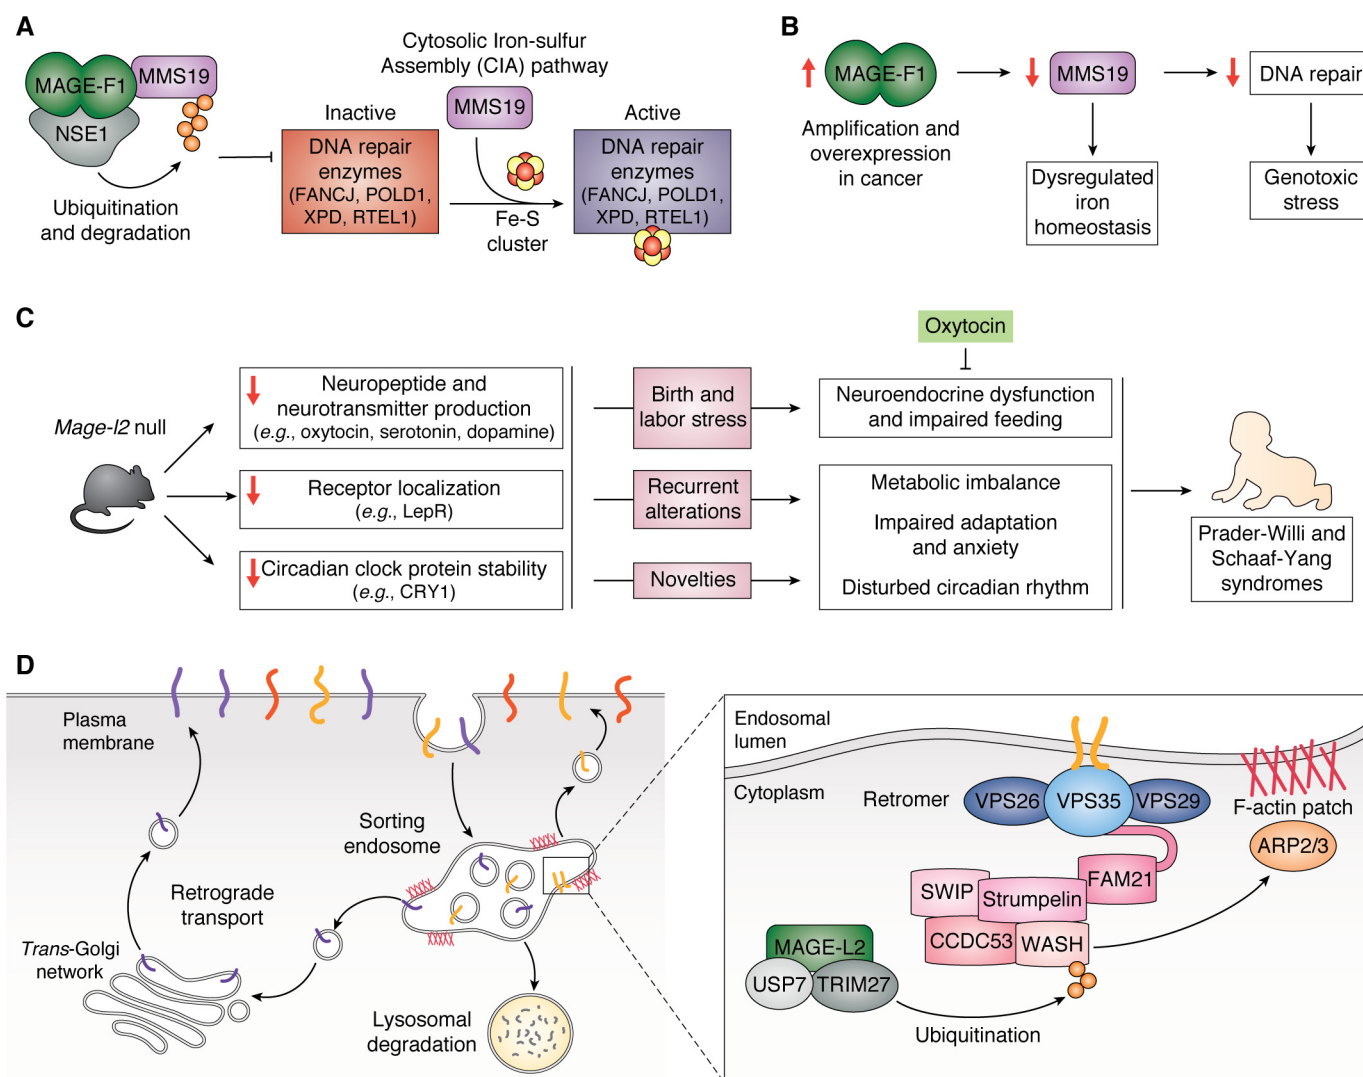 A
MAGE-F1
MMS19
NSE1
Ubiquitination
and degradation
Cytosolic Iron-sulfur
Assembly (CIA) pathway
MMS19
Inactive
DNA repair
enzymes
(FANCJ, POLD1,
XPD, RTEL1)
Fe-S
cluster
Active
DNA repair
enzymes
(FANCJ, POLD1,
XPD, RTEL1)
B
MAGE-F1
Amplification and
overexpression
in cancer
MMS19
Dysregulated
iron
homeostasis
DNA repair
Genotoxic
stress
C
Mage-l2 null
Neuropeptide and
neurotransmitter production
(e.g., oxytocin, serotonin, dopamine)
Receptor localization
(e.g., LepR)
Circadian clock protein stability
(e.g., CRY1)
Birth and
labor stress
Recurrent
alterations
Novelties
Oxytocin
Neuroendocrine dysfunction
and impaired feeding
Metabolic imbalance
Impaired adaptation
and anxiety
Disturbed circadian rhythm
Prader-Willi and
Schaaf-Yang
syndromes
D
Plasma
membrane
Sorting
endosome
Retrograde
transport
Trans-Golgi
network
Lysosomal
degradation
Endosomal
lumen
Cytoplasm
Retromer
VPS26
VPS35
VPS29
F-actin patch
ARP2/3
FAM21
SWIP
Strumpelin
CCDC53
WASH
MAGE-L2
USP7
TRIM27
Ubiquitination